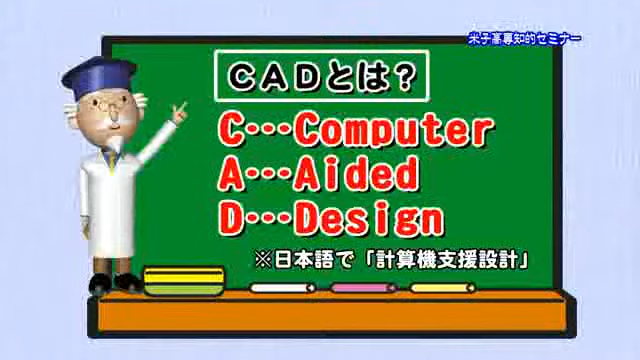 米子高専知的セミナー
CADとは?
C…Computer
A…Aided
D…Design
※日本語で「計算機支援設計」